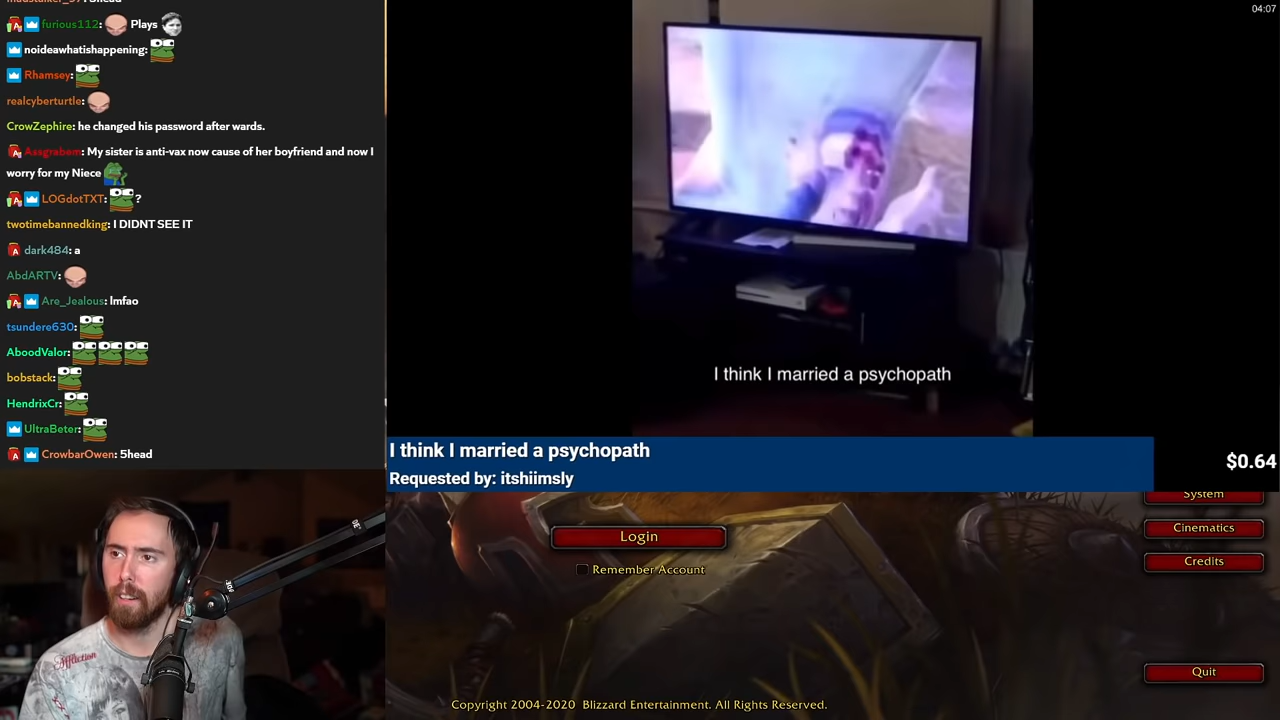 furious112: Plays
noideawhatishappening:
Rhamsey:
realcyberturtle:
CrowZephire: he changed his password after wards.
Assgrabem: My sister is anti-vax now cause of her boyfriend and now I
worry for my Niece
LOGdotTXT: ?
twotimebannedking: I DIDNT SEE IT
dark484: a
AbdARTV:
Are_Jealous: lmfao
tsundere630:
AboodValor:
bobstack:
HendrixCr:
UltraBeter:
CrowbarOwen: 5head
04:07
I think I married a psychopath
I think I married a psychopath
Requested by: itshiimsly
$0.64
System
Login
Cinematics
Remember Account
Credits
Quit
Affliction
Copyright 2004-2020 Blizzard Entertainment. All Rights Reserved.